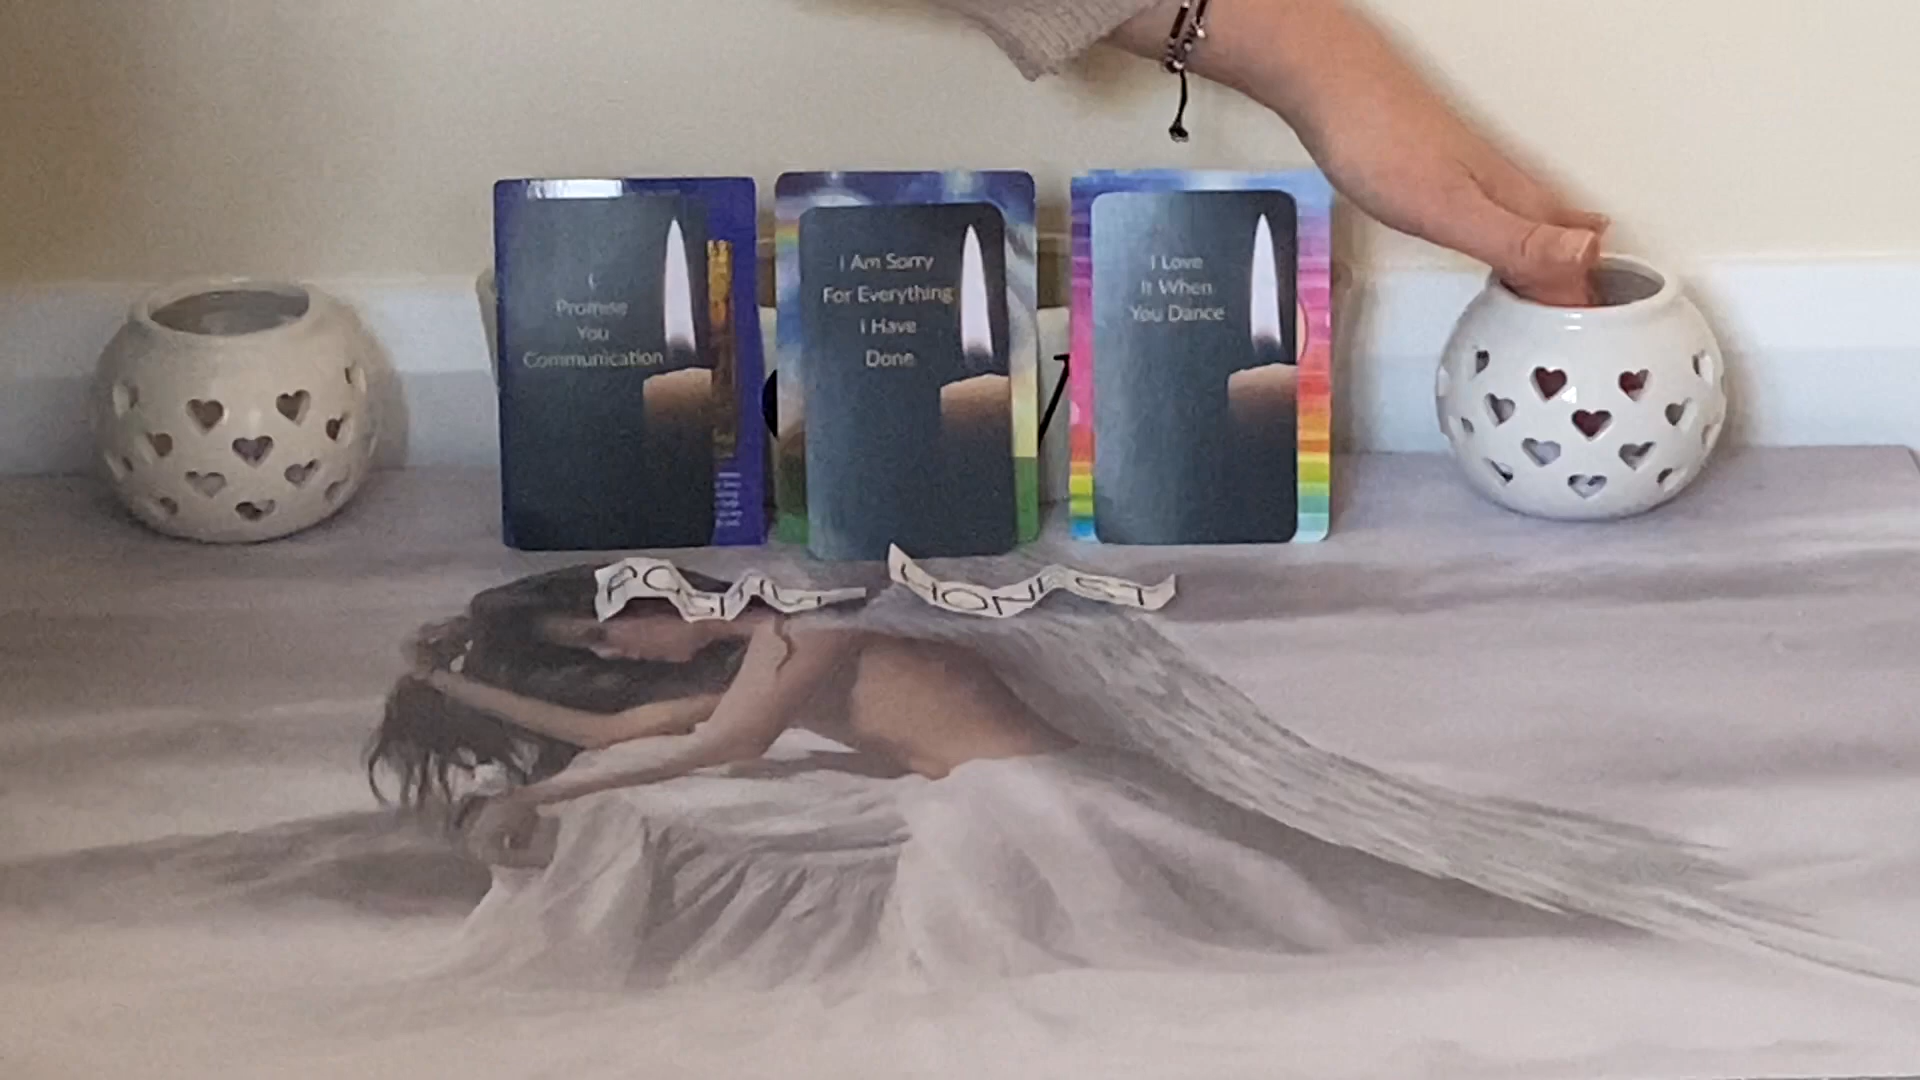 I
Promise
You
Communication
I Am Sorry
For Everything
I Have
Done
I Love
It When
You Dance
HONEST